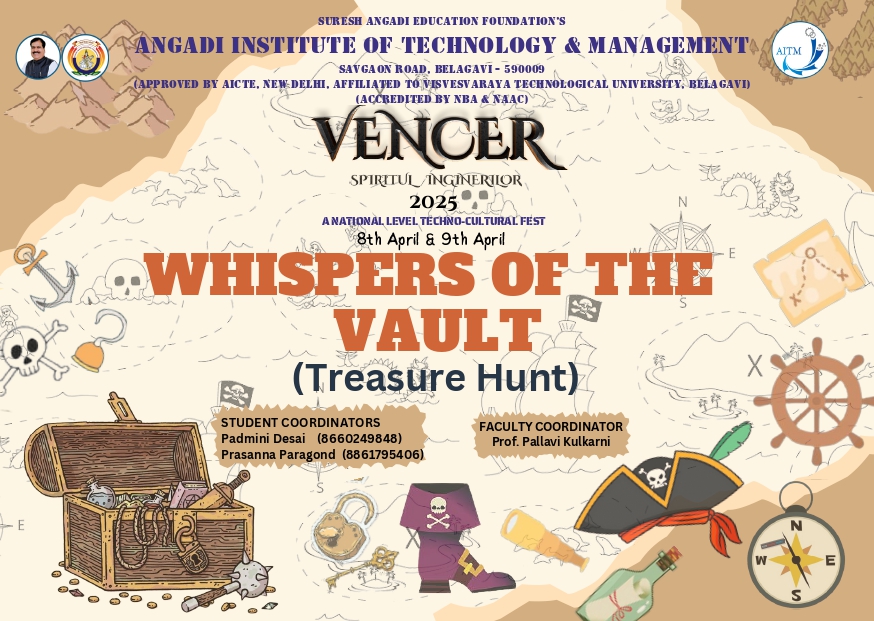 SURESH ANGADI EDUCATION FOUNDATION'S
ANGADI INSTITUTE OF TECHNOLOGY & MANAGEMENT
AITM
SAVGAON ROAD, BELAGAVI - 590009
(APPROVED BY AICTE, NEW DELHI, AFFILIATED TO VISVESVARAYA TECHNOLOGICAL UNIVERSITY, BELAGAVI)
(ACCREDITED BY NBA & NAAC)
VENCER
SPIRITUL INGINERILOR
2025
A NATIONAL LEVEL TECHNO-CULTURAL FEST
8th April & 9th April
WHISPERS OF THE
VAULT
(Treasure Hunt)
STUDENT COORDINATORS
Padmini Desai (8660249848)
Prasanna Paragond (8861795406)
FACULTY COORDINATOR
Prof. Pallavi Kulkarni
N
E
S
X
S
E
N
W E
S